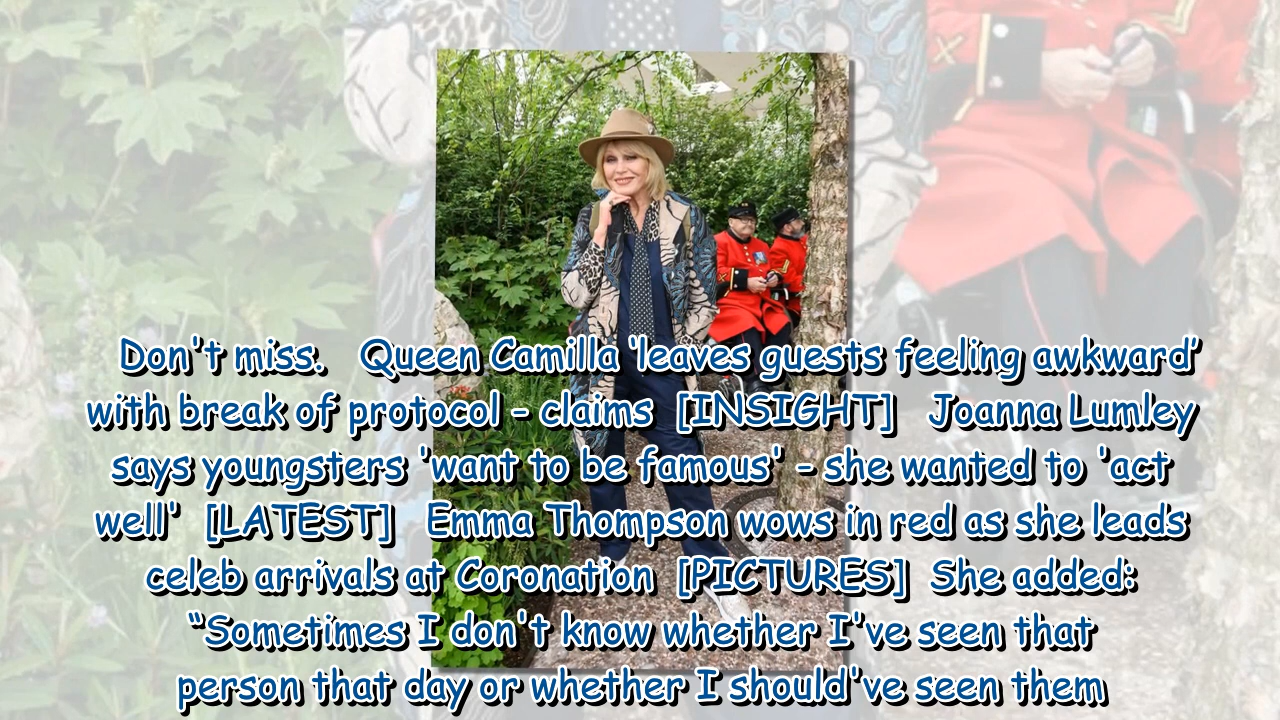 Don't miss. Queen Camilla ‘leaves guests feeling awkward’
with break of protocol - claims [INSIGHT] Joanna Lumley
says youngsters 'want to be famous' - she wanted to 'act
well' [LATEST] Emma Thompson wows in red as she leads
celeb arrivals at Coronation [PICTURES] She added:
“Sometimes I don't know whether I've seen that
person that day or whether I should've seen them